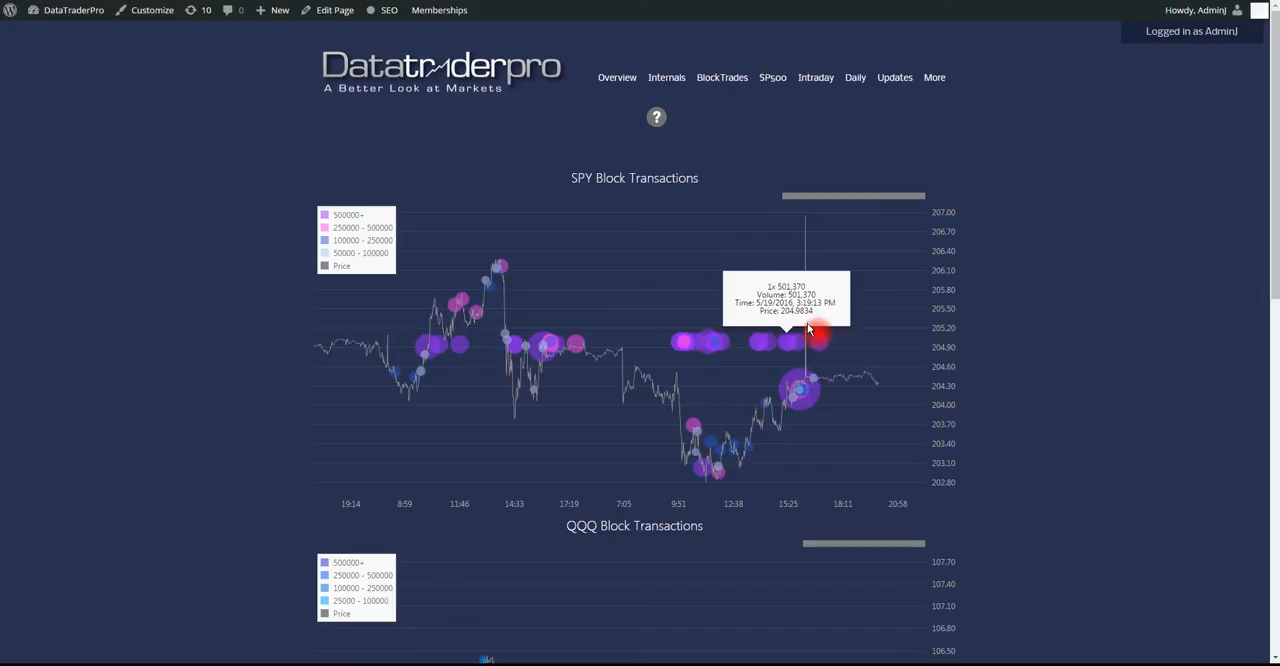 DataTraderPro Customize 10 0 New Edit Page SEO Memberships Howdy, AdminJ
Logged in as AdminJ
Datatraderpro
A Better Look at Markets
Overview Internals BlockTrades SP500 Intraday Daily Updates More
?
SPY Block Transactions
500000+
250000 - 500000
100000 - 250000
50000 - 100000
Price
1x 501,370
Volume: 501,370
Time: 5/19/2016, 3:19:13 PM
Price: 204.9834
207.00
206.70
206.40
206.10
205.80
205.50
205.20
204.90
204.60
204.30
204.00
203.70
203.40
203.10
202.80
19:14 8:59 11:46 14:33 17:19 7:05 9:51 12:38 15:25 18:11 20:58
QQQ Block Transactions
500000+
250000 - 500000
100000 - 250000
25000 - 100000
Price
107.70
107.40
107.10
106.80
106.50